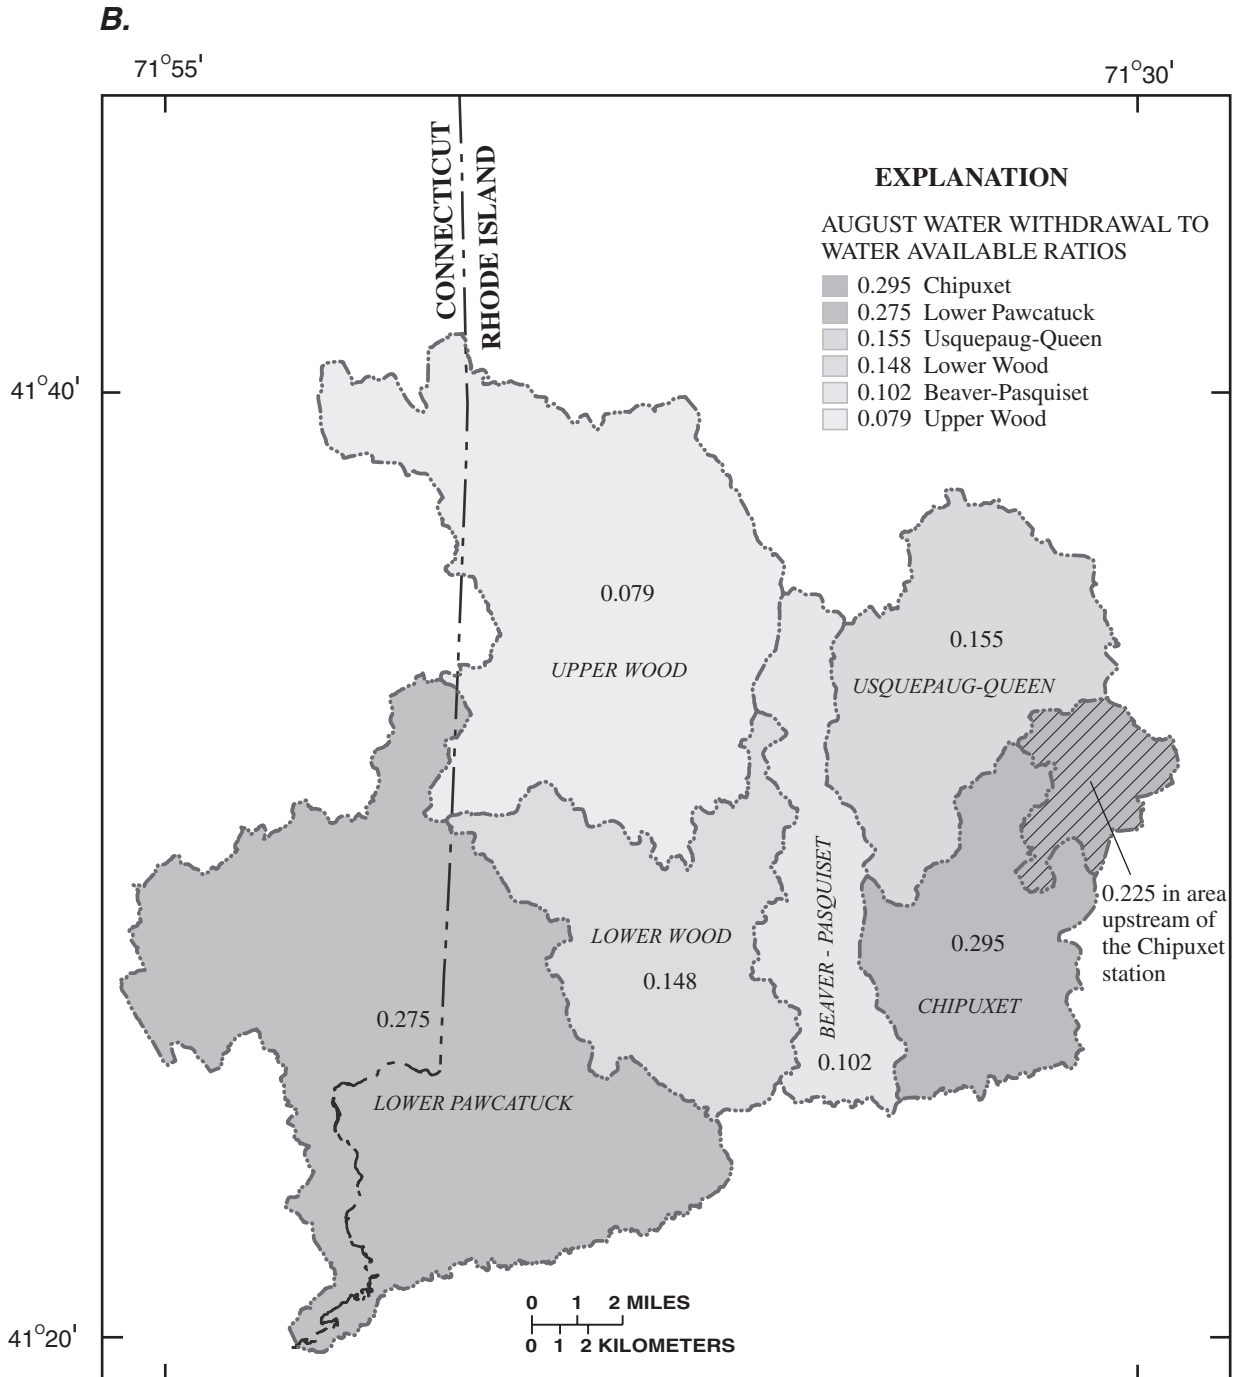 B.
71°55'
71°30'
CONNECTICUT
RHODE ISLAND
EXPLANATION
AUGUST WATER WITHDRAWAL TO
WATER AVAILABLE RATIOS
0.295 Chipuxet
0.275 Lower Pawcatuck
0.155 Usquepaug-Queen
0.148 Lower Wood
0.102 Beaver-Pasquiset
0.079 Upper Wood
41°40'
0.079
UPPER WOOD
0.155
USQUEPAUG-QUEEN
0.225 in area
upstream of
the Chipuxet
station
LOWER WOOD
0.148
BEAVER - PASQUISET
0.102
0.295
CHIPUXET
0.275
LOWER PAWCATUCK
0 1 2 MILES
0 1 2 KILOMETERS
41°20'